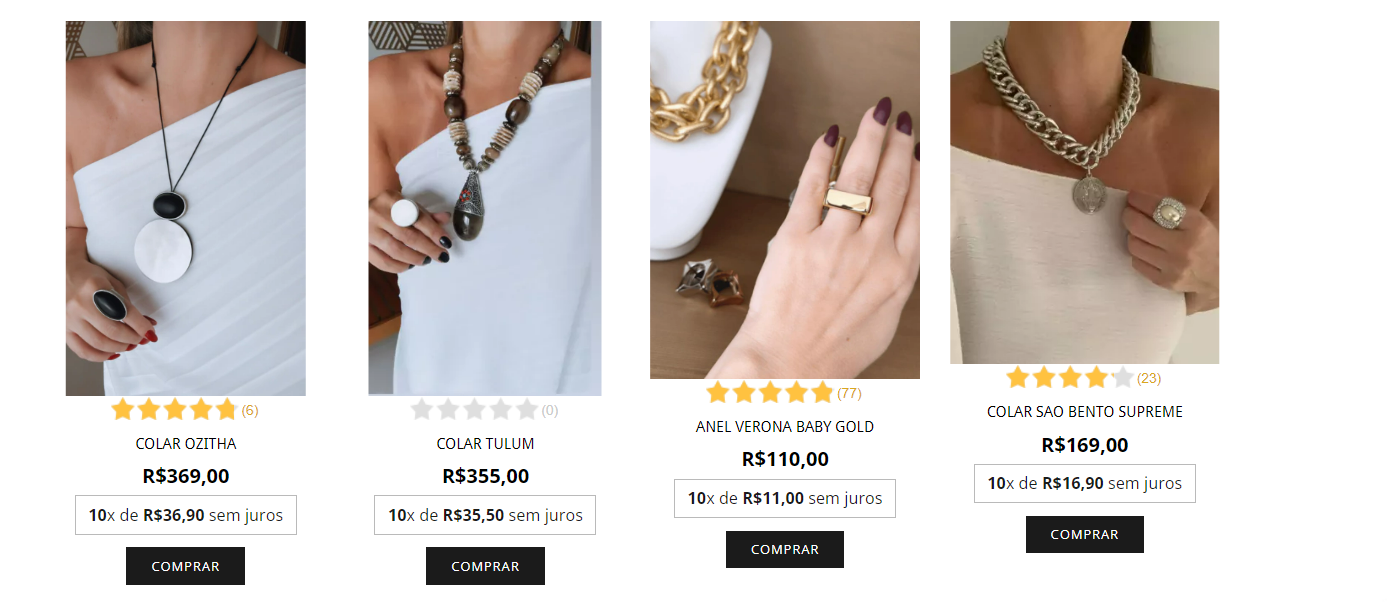 (6)
COLAR OZITHA
R$369,00
10x de R$36,90 sem juros
COMPRAR
(0)
COLAR TULUM
R$355,00
10x de R$35,50 sem juros
COMPRAR
(77)
ANEL VERONA BABY GOLD
R$110,00
10x de R$11,00 sem juros
COMPRAR
(23)
COLAR SAO BENTO SUPREME
R$169,00
10x de R$16,90 sem juros
COMPRAR